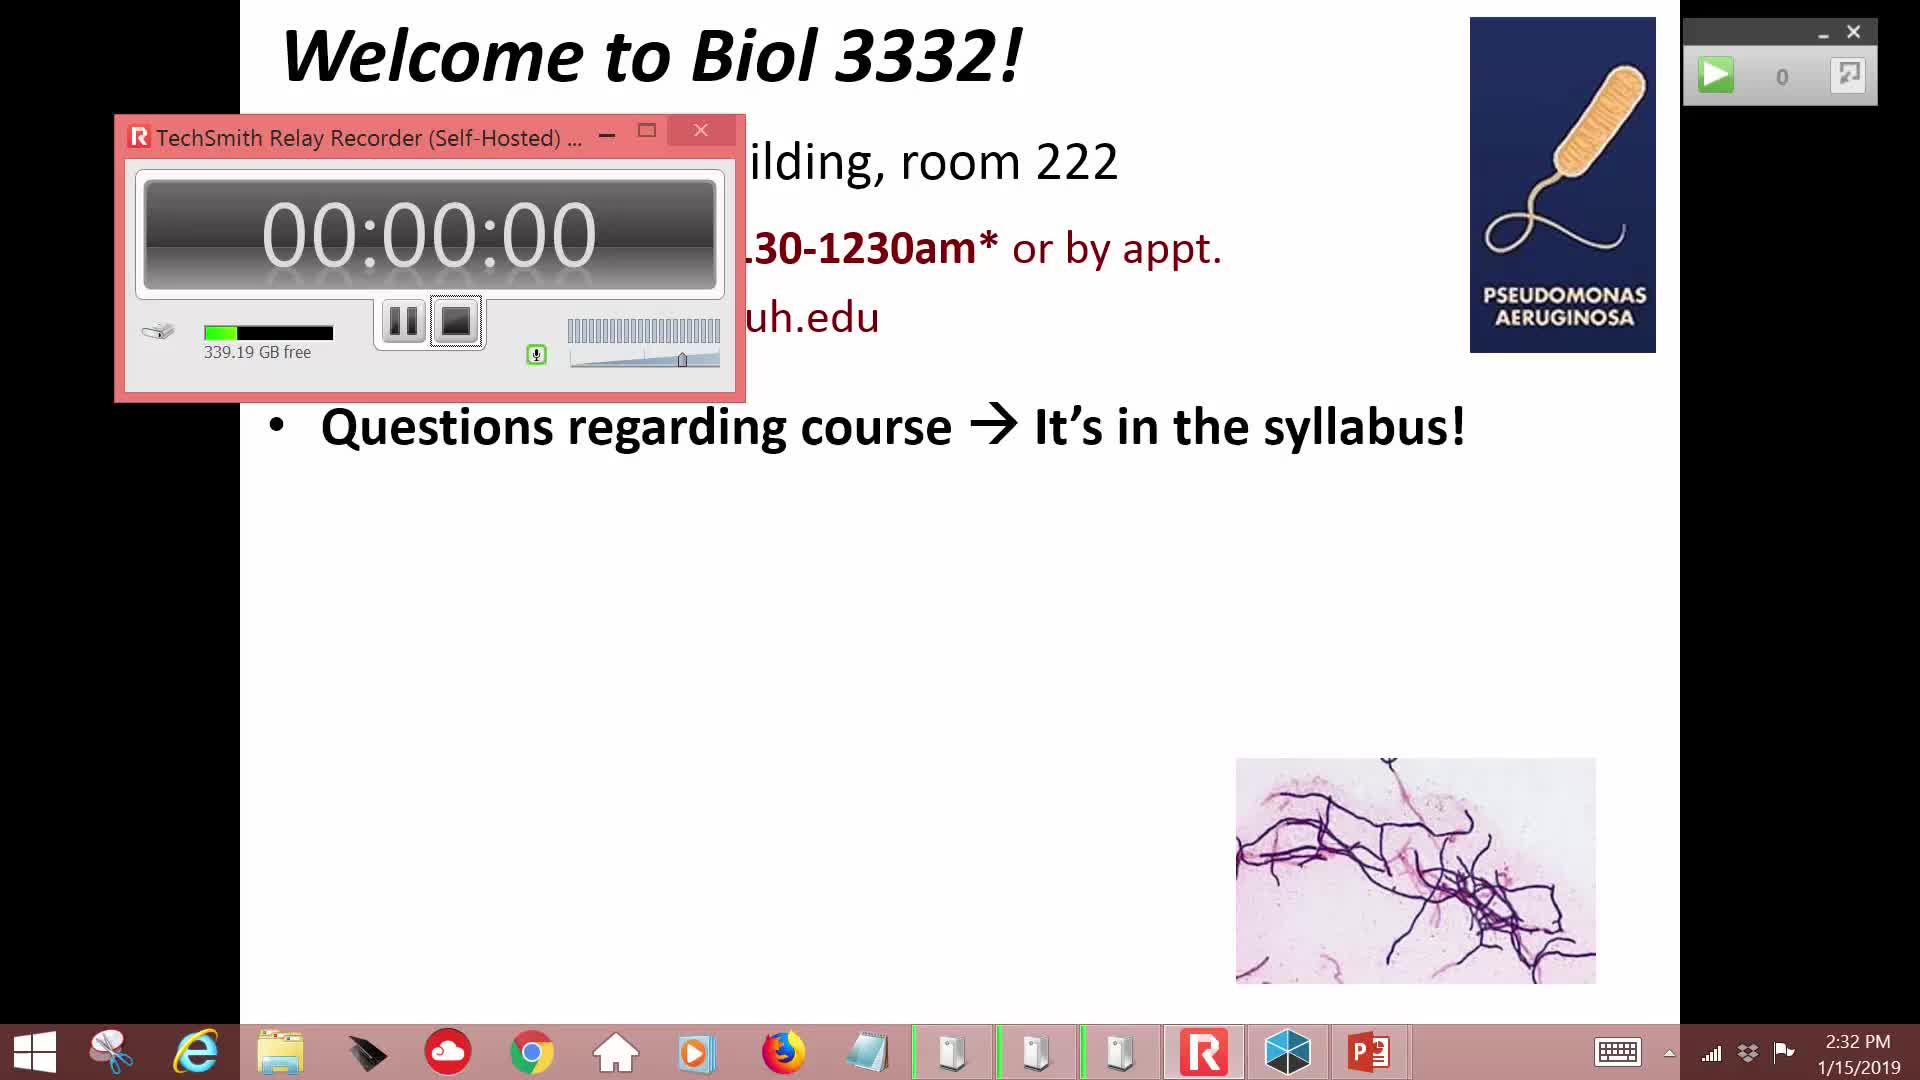 Welcome to Biol 3332!
0
TechSmith Relay Recorder (Self-Hosted) ...
ilding, room 222
00:00:00
30-1230am* or by appt.
uh.edu
339.19 GB free
PSEUDOMONAS
AERUGINOSA
• Questions regarding course → It's in the syllabus!
2:32 PM
1/15/2019